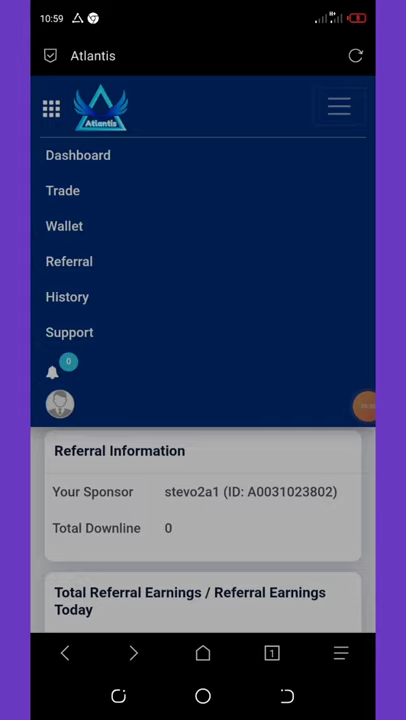 10:59
Atlantis
Atlantis
Dashboard
Trade
Wallet
Referral
History
Support
0
Referral Information
Your Sponsor stevo2a1 (ID: A0031023802)
Total Downline 0
Total Referral Earnings / Referral Earnings
Today
1